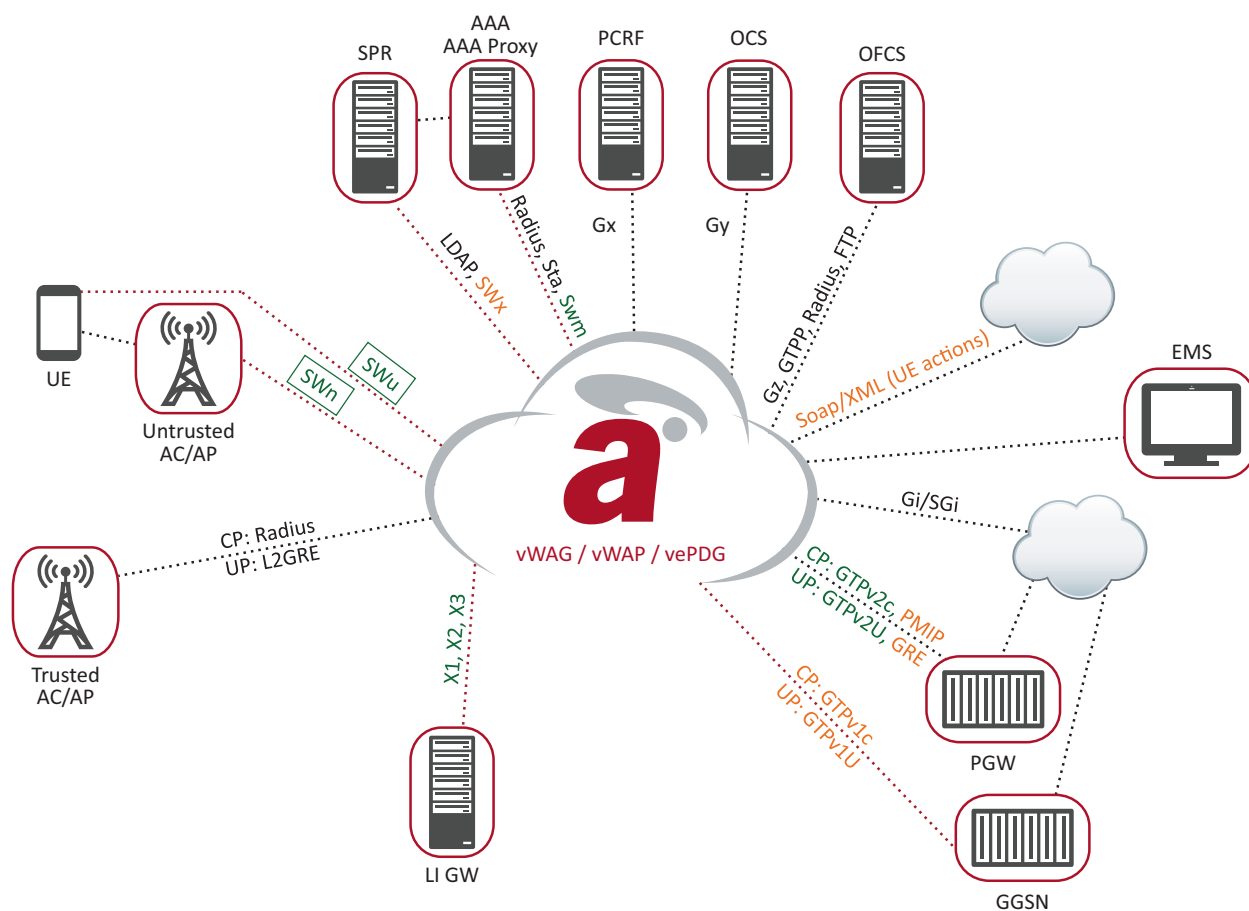 AAA
AAA Proxy
SPR
PCRF
OCS
OFCS
LDAP, SWx
Radius, Sta, Swm
Gx
Gy
Gz, GTPP, Radius, FTP
Soap/XML (UE actions)
EMS
UE
SWu
SWn
Untrusted
AC/AP
a
vWAG / vWAP / vePDG
Gi/SGi
CP: Radius
UP: L2GRE
Trusted
AC/AP
CP: GTPv2c, PMIP
UP: GTPv2U, GRE
X1, X2, X3
CP: GTPv1c
UP: GTPv1U
PGW
LI GW
GGSN